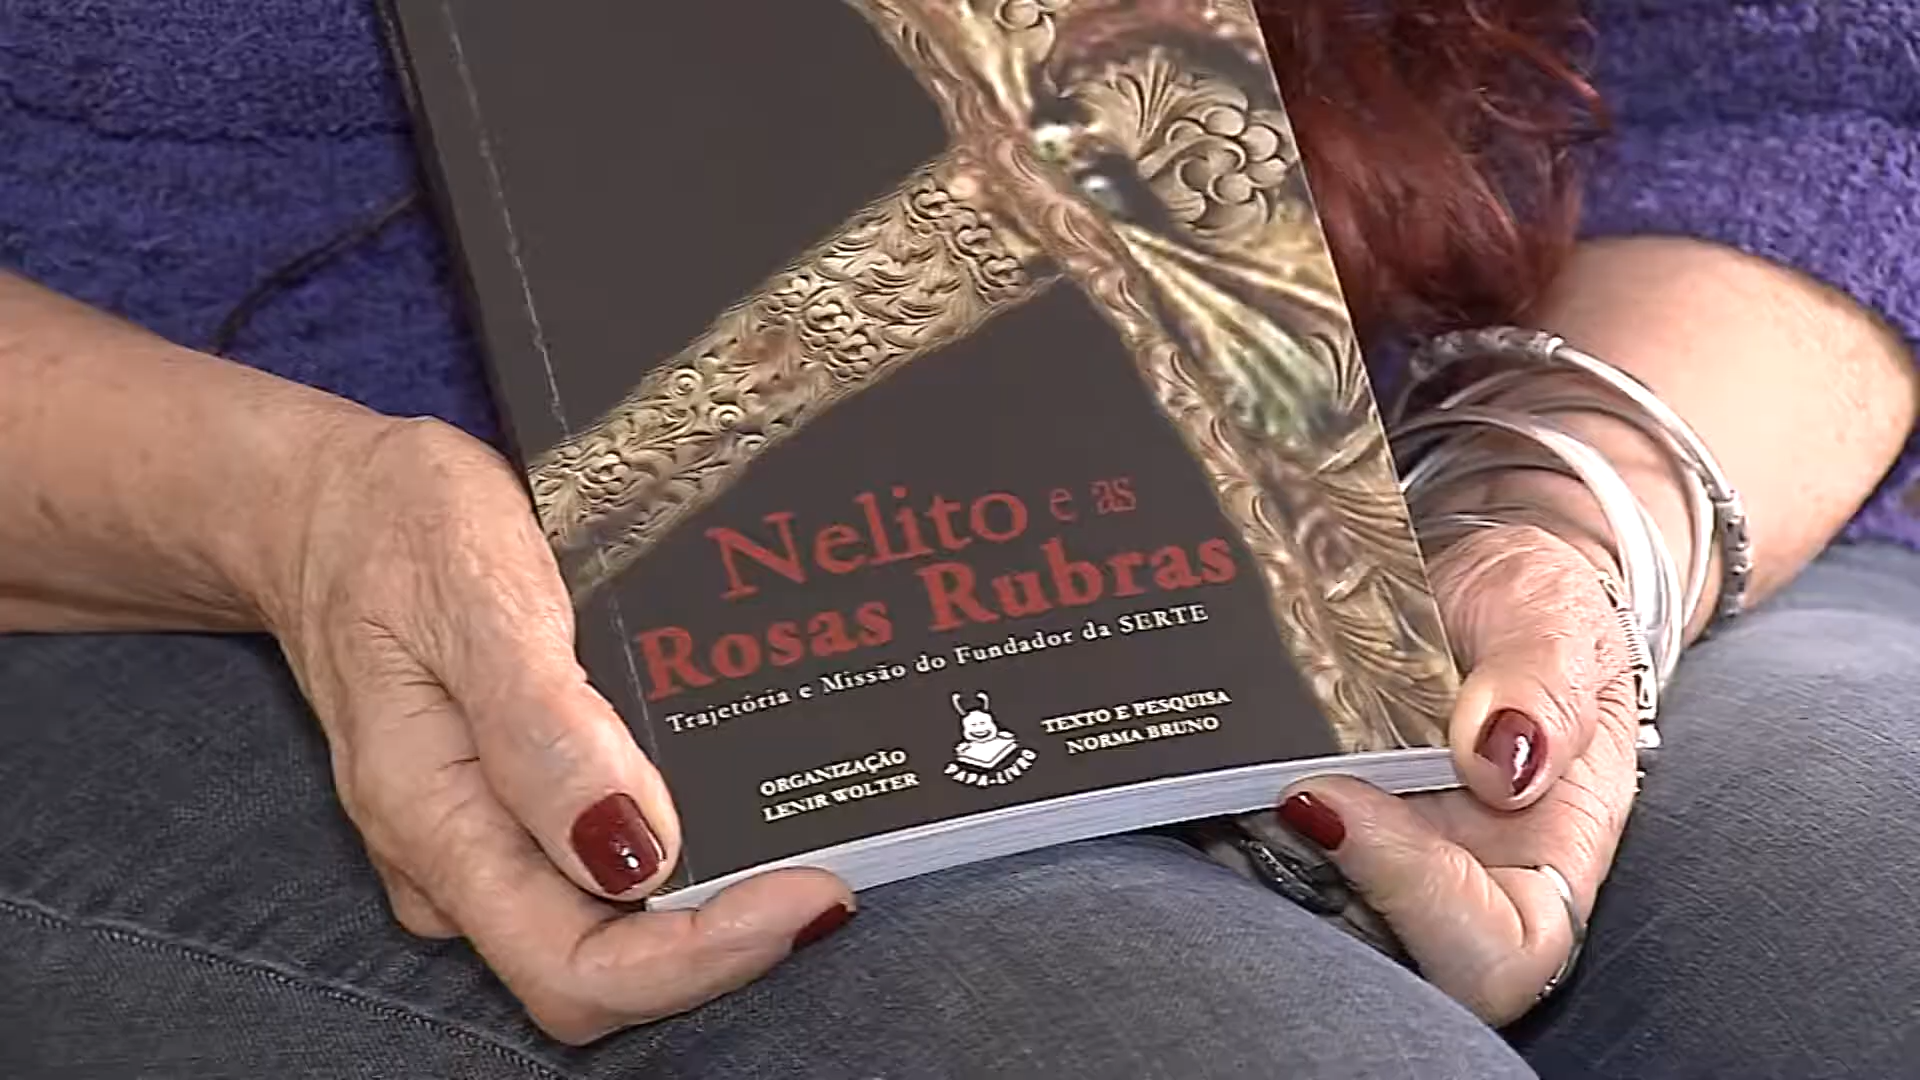 Nelito e as
Rosas Rubras
Trajetória e Missão do Fundador da SERTE
ORGANIZAÇÃO
LENIR WOLTER
PAPA-LIVRO
TEXTO E PESQUISA
NORMA BRUNO